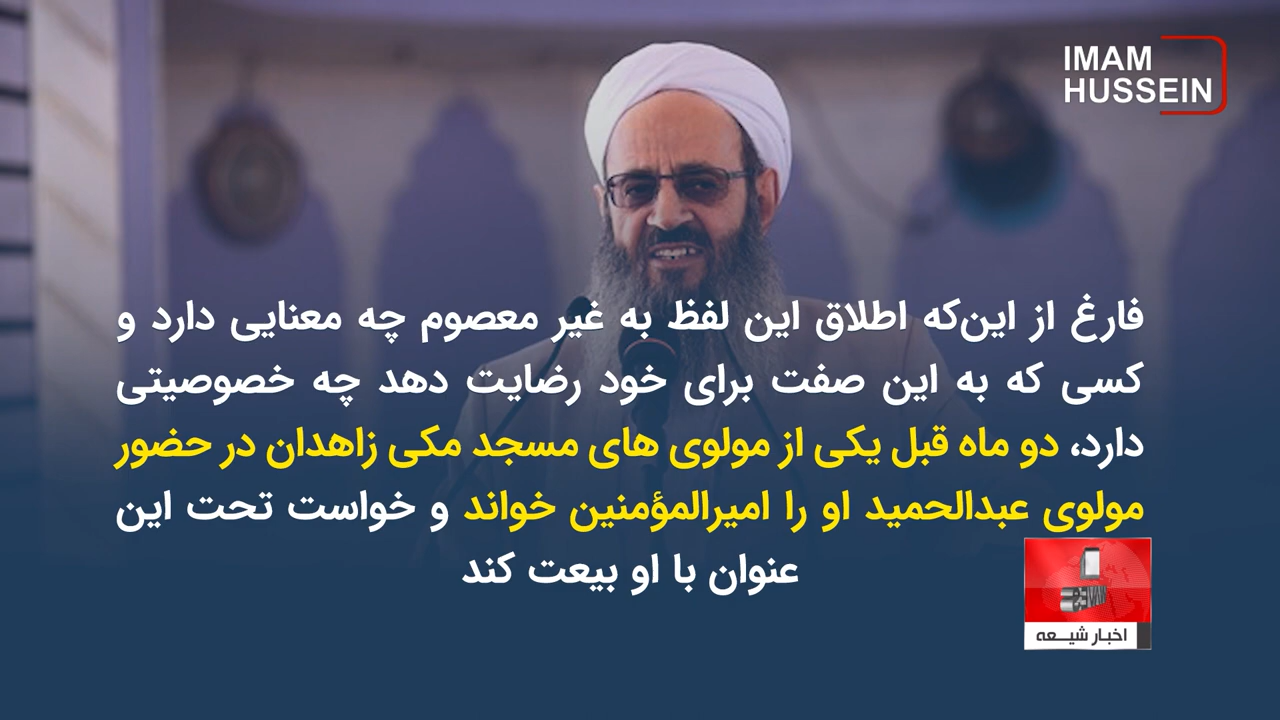 IMAM
HUSSEIN
فارغ از این‌که اطلاق این لفظ به غیر معصوم چه معنایی دارد و
کسی که به این صفت برای خود رضایت دهد چه خصوصیتی
دارد، دو ماه قبل یکی از مولوی های مسجد مکی زاهدان در حضور
مولوی عبدالحمید او را امیرالمؤمنین خواند و خواست تحت این
عنوان با او بیعت کند
اخبار شیـعه